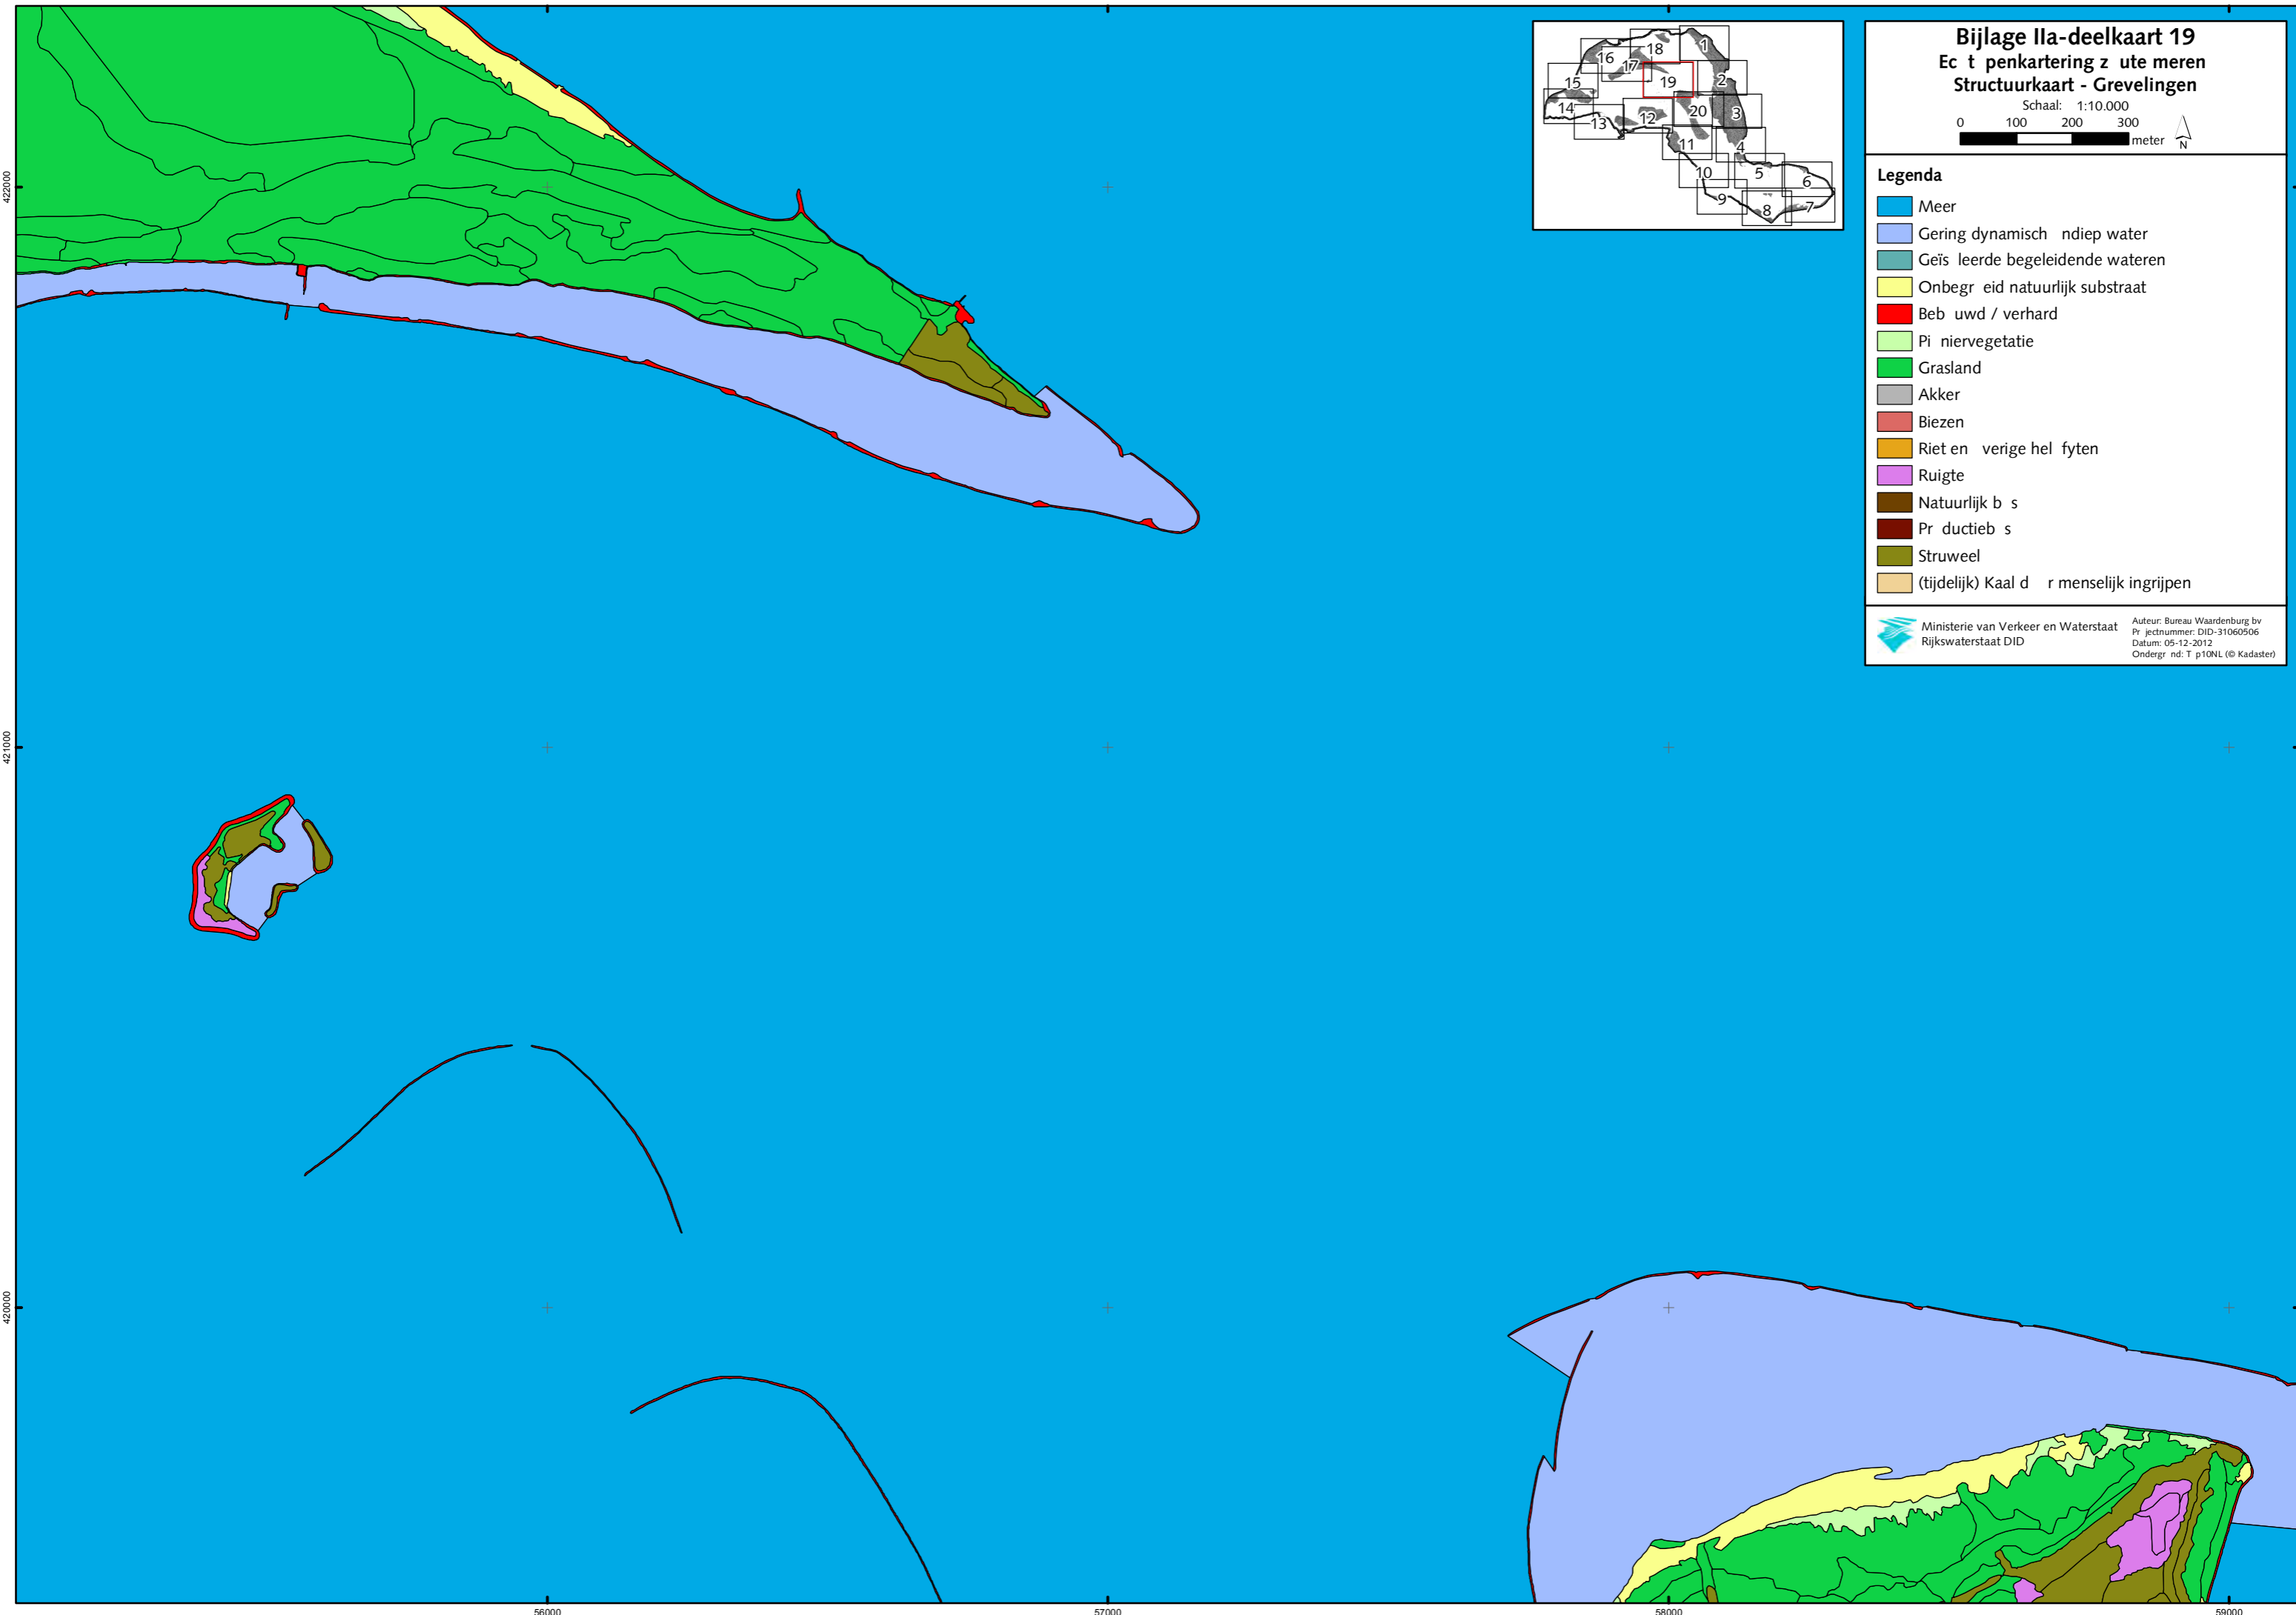 Bijlage IIa-deelkaart 19
Ec t penkartering z ute meren
Structuurkaart - Grevelingen
Schaal: 1:10.000
0 100 200 300
meter
N
Legenda
Meer
Gering dynamisch ndiep water
Geïs leerde begeleidende wateren
Onbegr eid natuurlijk substraat
Beb uwd / verhard
Pi niervegetatie
Grasland
Akker
Biezen
Riet en verige hel fyten
Ruigte
Natuurlijk b s
Pr ductieb s
Struweel
(tijdelijk) Kaal d r menselijk ingrijpen
Ministerie van Verkeer en Waterstaat
Rijkswaterstaat DID
Auteur: Bureau Waardenburg bv
Pr jectnummer: DID-31060506
Datum: 05-12-2012
Ondergr nd: T p10NL (© Kadaster)
18
1
16
17
15
19
2
14
13
12
20
3
11
4
10
5
6
9
8
7
422000
421000
420000
56000
57000
58000
59000